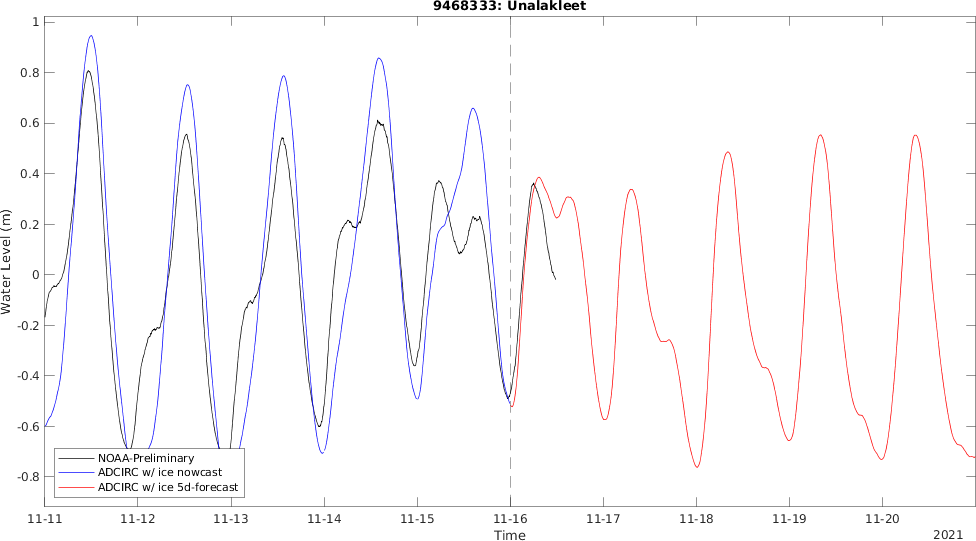 9468333: Unalakleet
1
0.8
0.6
0.4
0.2
0
-0.2
-0.4
-0.6
-0.8
Water Level (m)
NOAA-Preliminary
ADCIRC w/ ice nowcast
ADCIRC w/ ice 5d-forecast
11-11 11-12 11-13 11-14 11-15 11-16 11-17 11-18 11-19 11-20
Time
2021